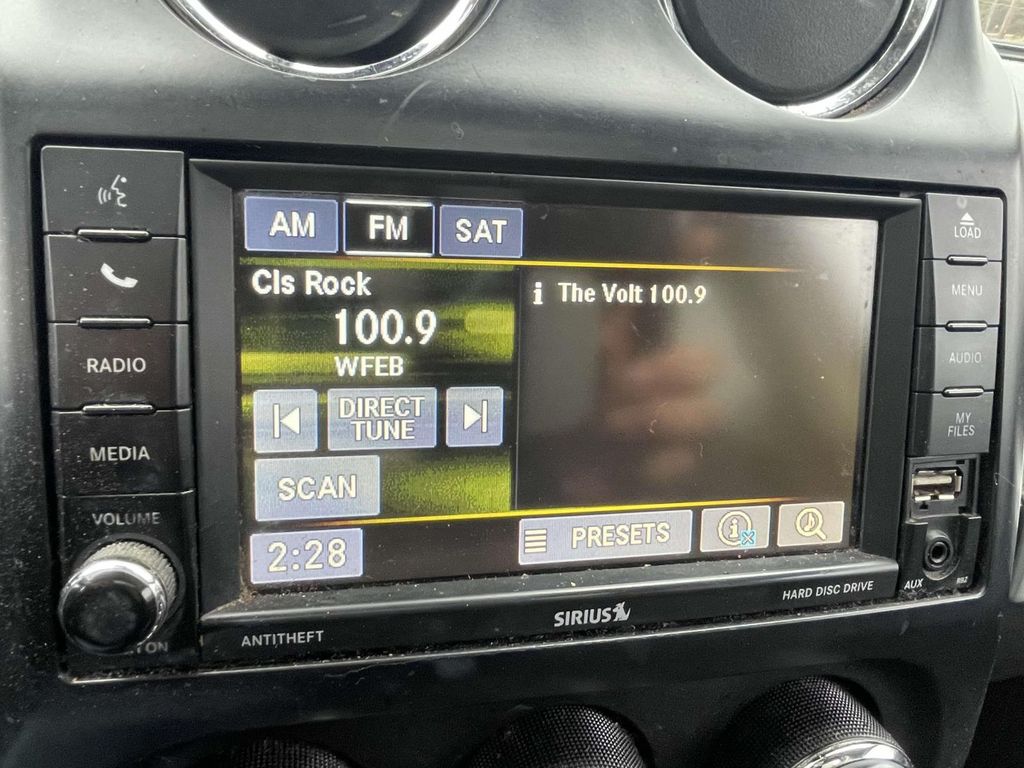 AM FM SAT
Cls Rock
100.9
WFEB
i The Volt 100.9
DIRECT
TUNE
SCAN
2:28
PRESETS
i
RADIO
MEDIA
VOLUME
LOAD
MENU
AUDIO
MY
FILES
AUX
RBZ
ANTITHEFT
SIRIUS
HARD DISC DRIVE